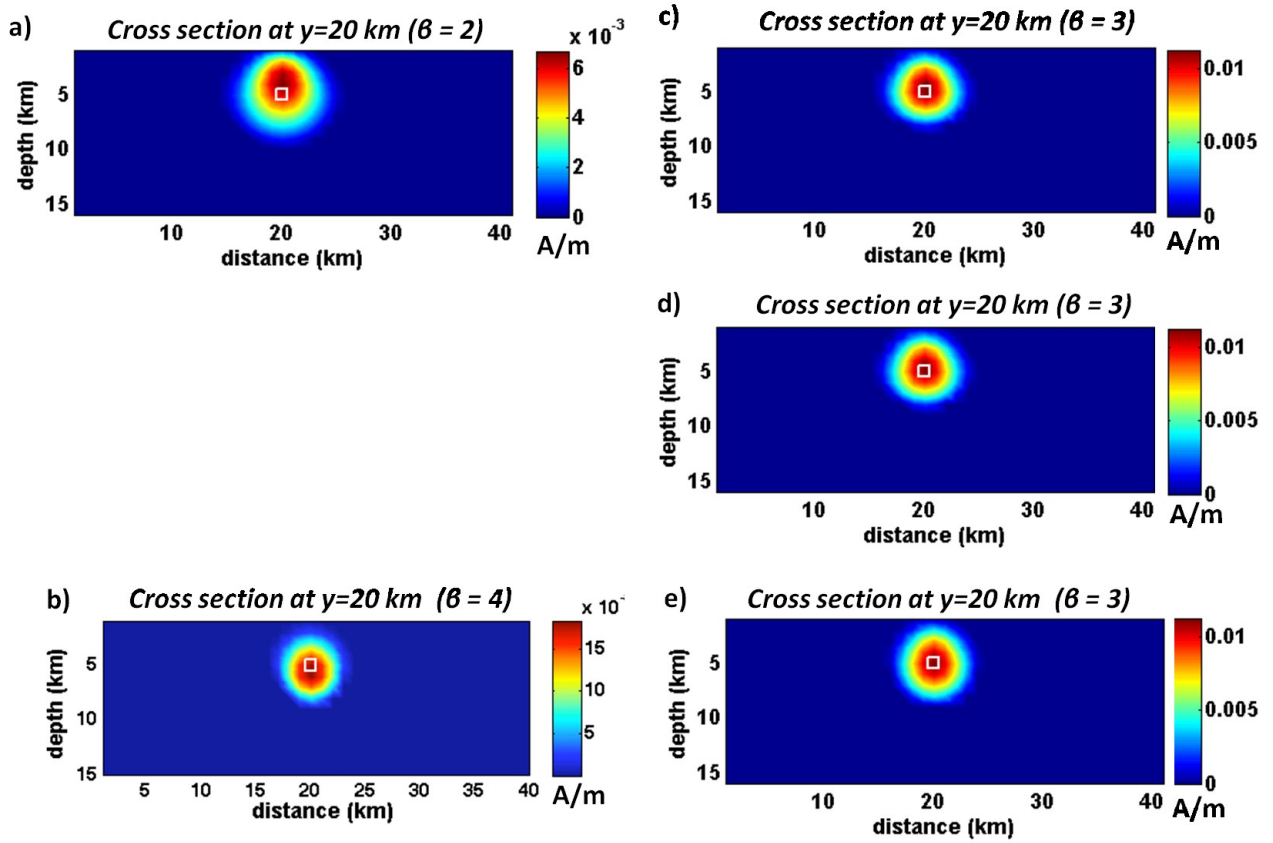 a)
Cross section at y=20 km (β = 2)
x 10⁻³
6
4
2
0
A/m
5
10
15
depth (km)
10
20
30
40
distance (km)
c)
Cross section at y=20 km (β = 3)
0.01
0.005
0
A/m
5
10
15
depth (km)
10
20
30
40
distance (km)
d)
Cross section at y=20 km (β = 3)
0.01
0.005
0
A/m
5
10
15
depth (km)
10
20
30
40
distance (km)
b)
Cross section at y=20 km (β = 4)
x 10⁻
15
10
5
A/m
5
10
15
depth (km)
5
10
15
20
25
30
35
40
distance (km)
e)
Cross section at y=20 km (β = 3)
0.01
0.005
0
A/m
5
10
15
depth (km)
10
20
30
40
distance (km)